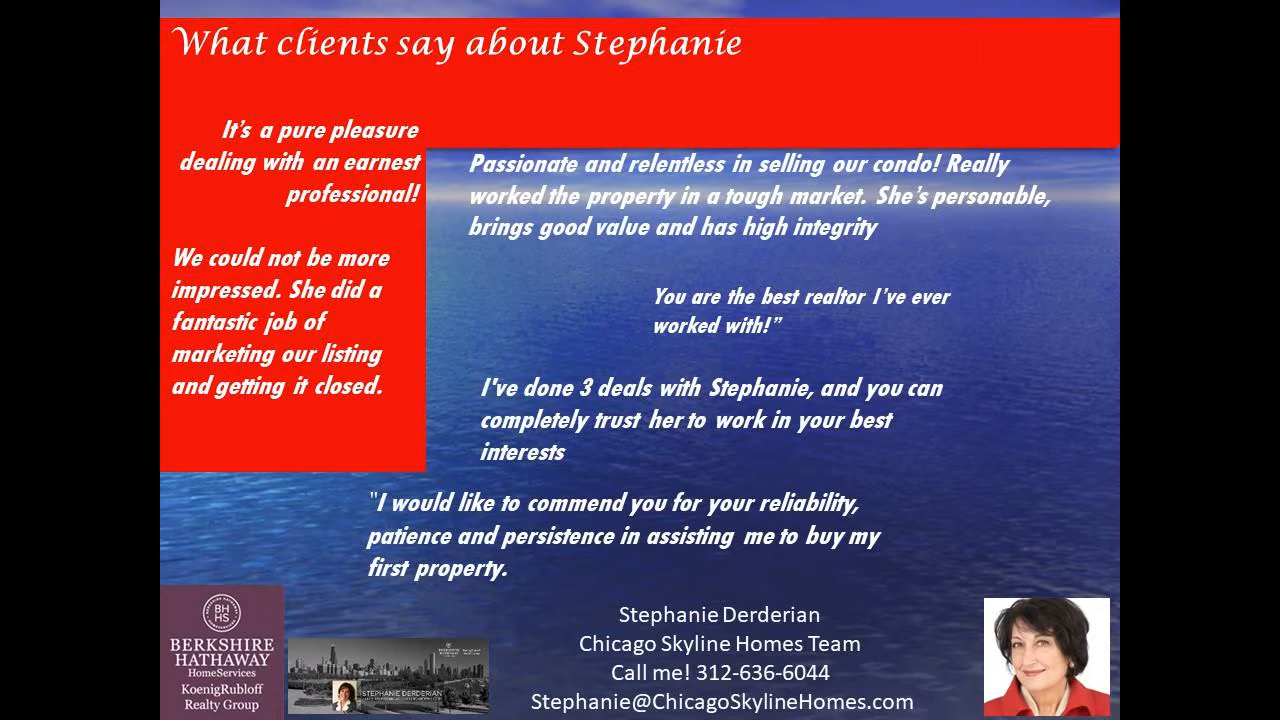 What clients say about Stephanie
It's a pure pleasure
dealing with an earnest
professional!
We could not be more
impressed. She did a
fantastic job of
marketing our listing
and getting it closed.
Passionate and relentless in selling our condo! Really
worked the property in a tough market. She's personable,
brings good value and has high integrity
You are the best realtor I've ever
worked with!”
I've done 3 deals with Stephanie, and you can
completely trust her to work in your best
interests
"I would like to commend you for your reliability,
patience and persistence in assisting me to buy my
first property.
BH
HS
BERKSHIRE
HATHAWAY
HomeServices
KoenigRubloff
Realty Group
STEPHANIE DERDERIAN
Stephanie Derderian
Chicago Skyline Homes Team
Call me! 312-636-6044
Stephanie@ChicagoSkylineHomes.com